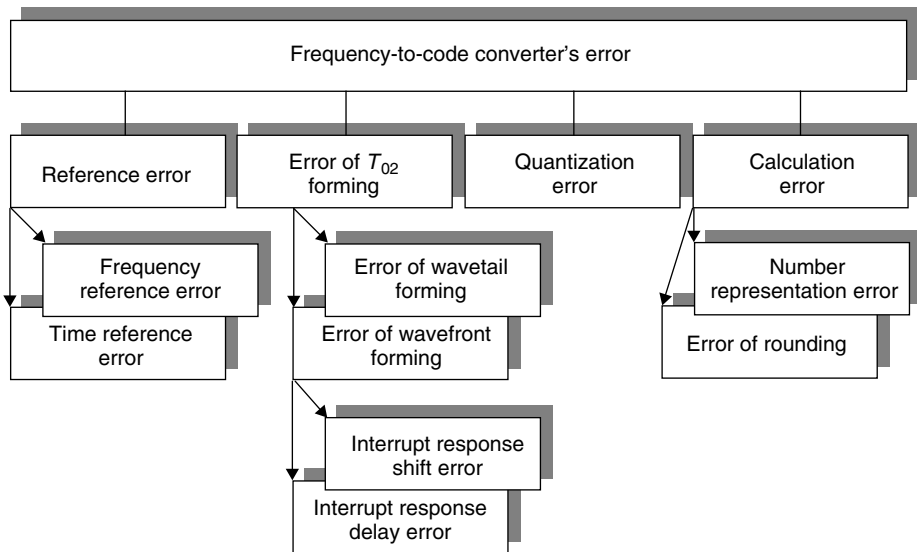 Frequency-to-code converter's error
Reference error
Error of T02
forming
Quantization
error
Calculation
error
Frequency
reference error
Time reference
error
Error of wavetail
forming
Error of wavefront
forming
Number
representation error
Error of rounding
Interrupt response
shift error
Interrupt response
delay error